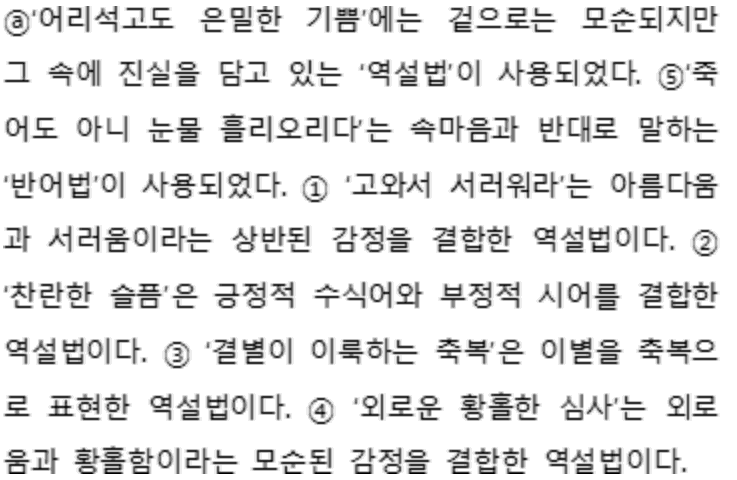 ⓐ'어리석고도 은밀한 기쁨'에는 겉으로는 모순되지만
그 속에 진실을 담고 있는 '역설법'이 사용되었다. ⑤'죽
어도 아니 눈물 흘리오리다'는 속마음과 반대로 말하는
'반어법'이 사용되었다. ① '고와서 서러워라'는 아름다움
과 서러움이라는 상반된 감정을 결합한 역설법이다. ②
'찬란한 슬픔'은 긍정적 수식어와 부정적 시어를 결합한
역설법이다. ③ '결별이 이룩하는 축복'은 이별을 축복으
로 표현한 역설법이다. ④ '외로운 황홀한 심사'는 외로
움과 황홀함이라는 모순된 감정을 결합한 역설법이다.